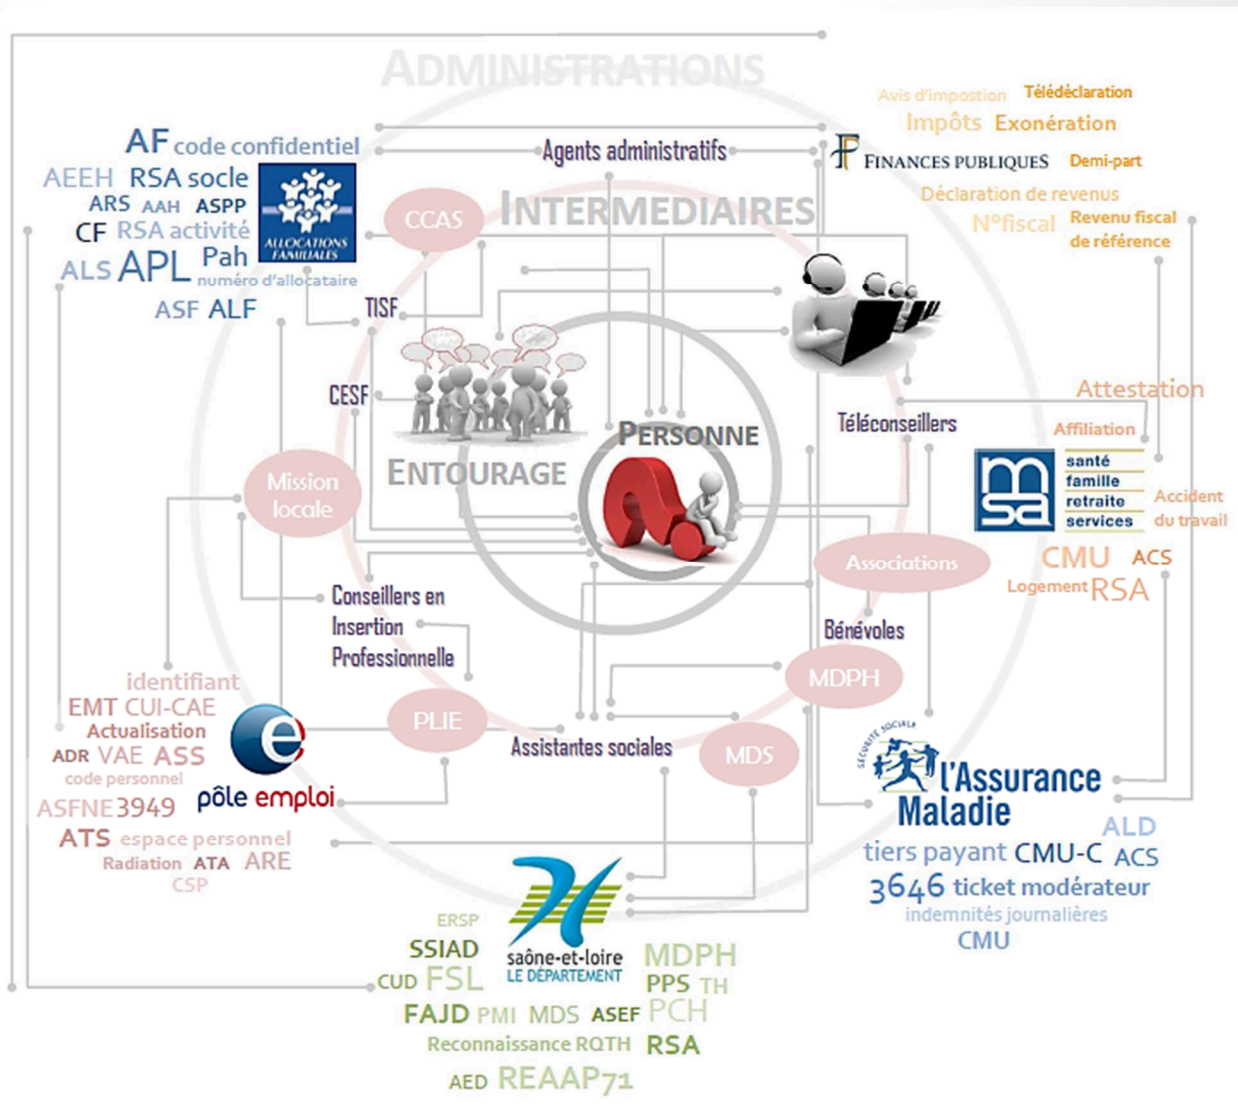 ADMINISTRATIONS
Avis d'impostion Télédéclaration
Impôts Exonération
FINANCES PUBLIQUES Demi-part
Déclaration de revenus
N°fiscal Revenu fiscal
de référence
AF code confidentiel
AEEH RSA socle
ARS AAH ASPP
CF RSA activité
ALS APL Pah
numéro d'allocataire
ASF ALF
ALLOCATIONS
FAMILIALES
Agents administratifs
CCAS
INTERMEDIAIRES
TISF
CESF
PERSONNE
ENTOURAGE
Téléconseillers
Attestation
Affiliation
msa
santé
famille
retraite
services
Accident
du travail
CMU ACS
Logement RSA
Mission
locale
Associations
Conseillers en
Insertion
Professionnelle
Bénévoles
MDPH
PLIE
Assistantes sociales
MDS
identifiant
EMT CUI-CAE
Actualisation
ADR VAE ASS
code personnel
ASFNE 3949
ATS espace personnel
Radiation ATA ARE
CSP
pôle emploi
SÉCURITÉ SOCIALE
l'Assurance
Maladie
ALD
tiers payant CMU-C ACS
3646 ticket modérateur
indemnités journalières
CMU
saône-et-loire
LE DÉPARTEMENT
ERSP
SSIAD
CUD FSL
MDPH
PPS TH
FAJD PMI MDS ASEF PCH
Reconnaissance RQTH RSA
AED REAAP71